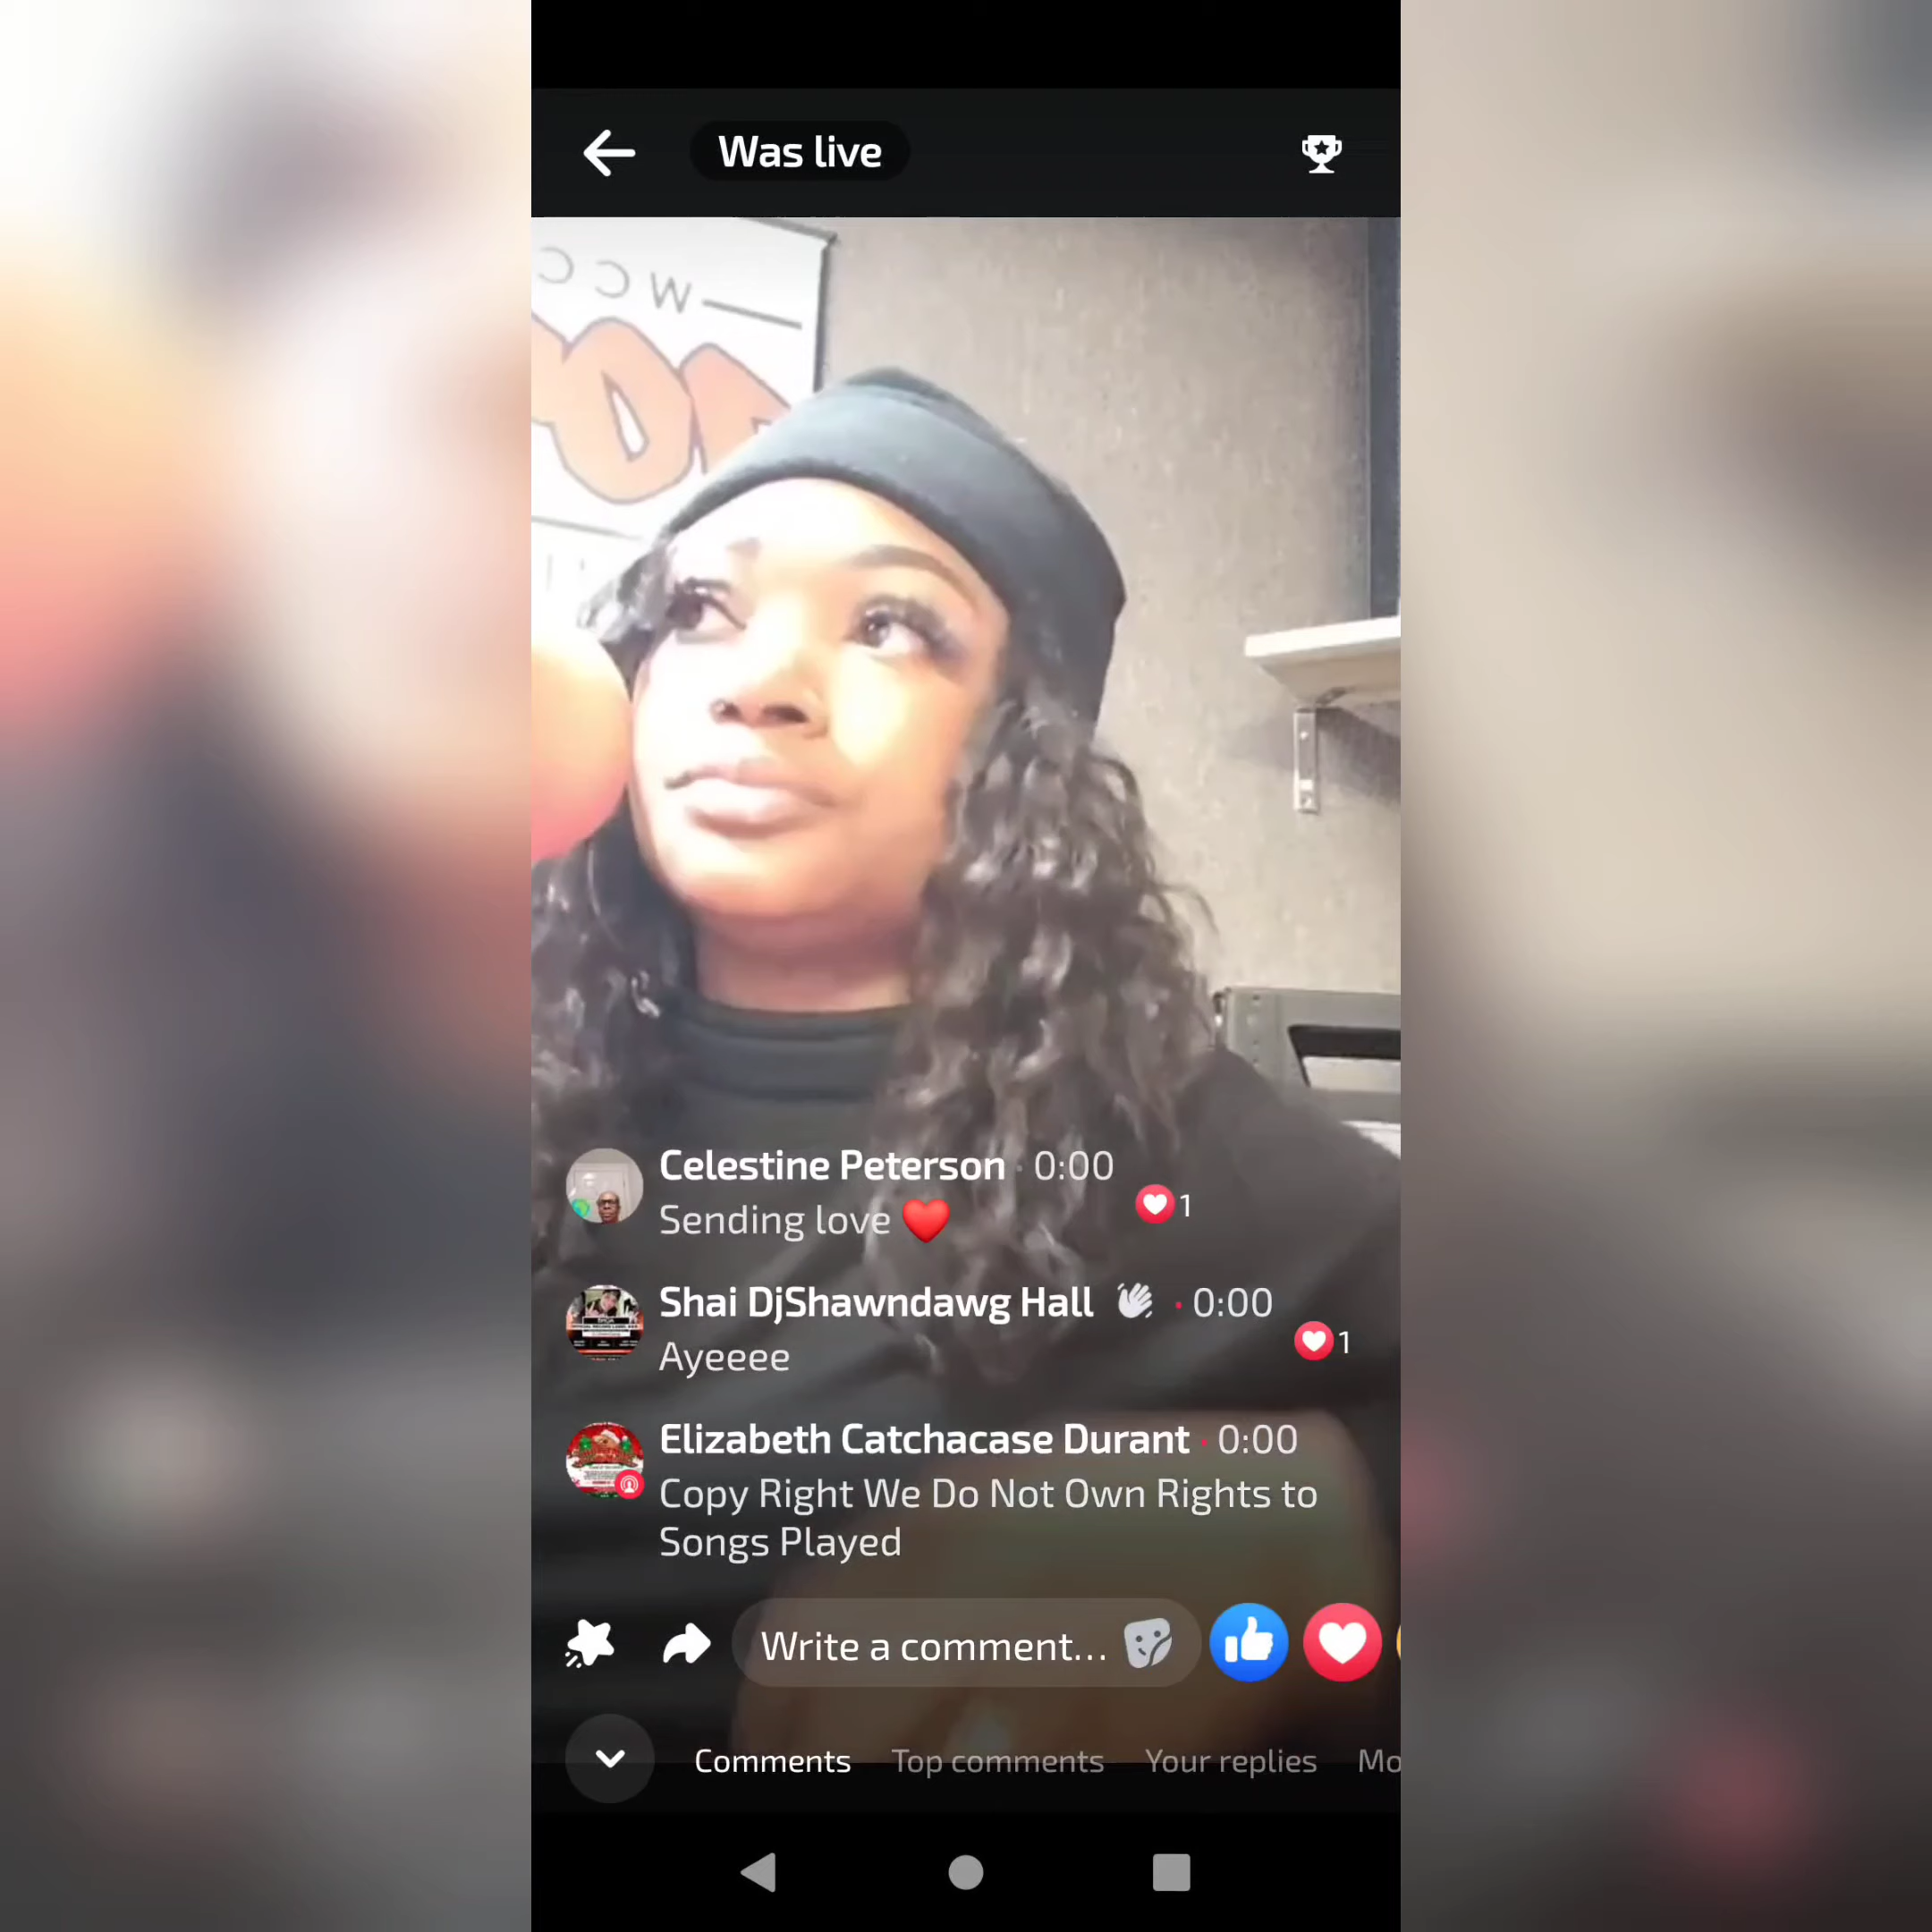 Was live
WCC
Celestine Peterson · 0:00
Sending love ❤️
1
Shai DjShawndawg Hall 👋 · 0:00
Ayeeee
1
Elizabeth Catchacase Durant · 0:00
Copy Right We Do Not Own Rights to
Songs Played
Write a comment...
Comments Top comments Your replies Mo